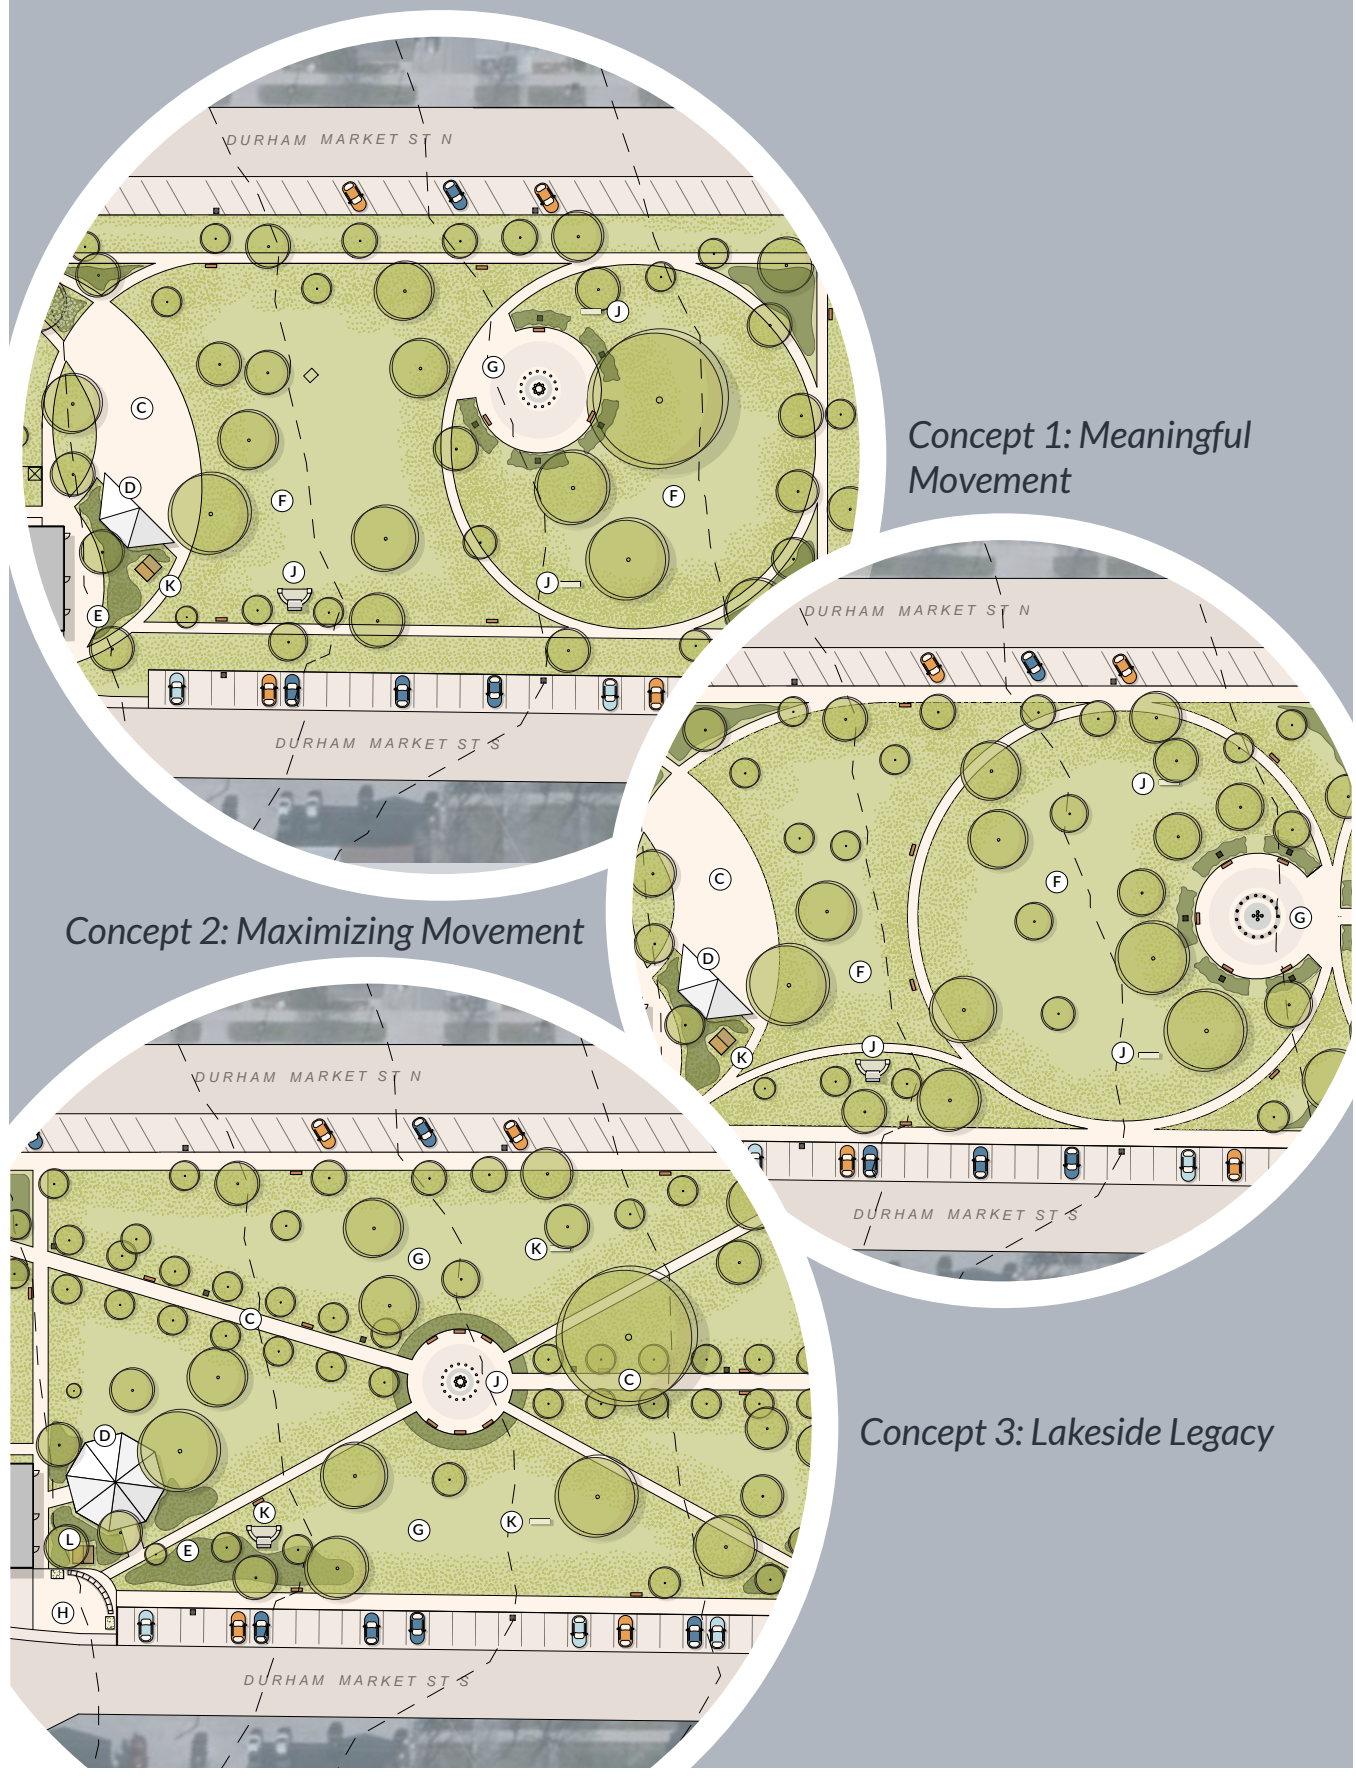 DURHAM MARKET ST N
J
G
C
D
F
F
J
J
K
E
DURHAM MARKET ST S
Concept 1: Meaningful
Movement
DURHAM MARKET ST N
J
C
F
G
D
F
J
J
K
DURHAM MARKET ST S
Concept 2: Maximizing Movement
DURHAM MARKET ST N
G
K
C
J
C
D
K
K
G
L
E
H
DURHAM MARKET ST S
Concept 3: Lakeside Legacy